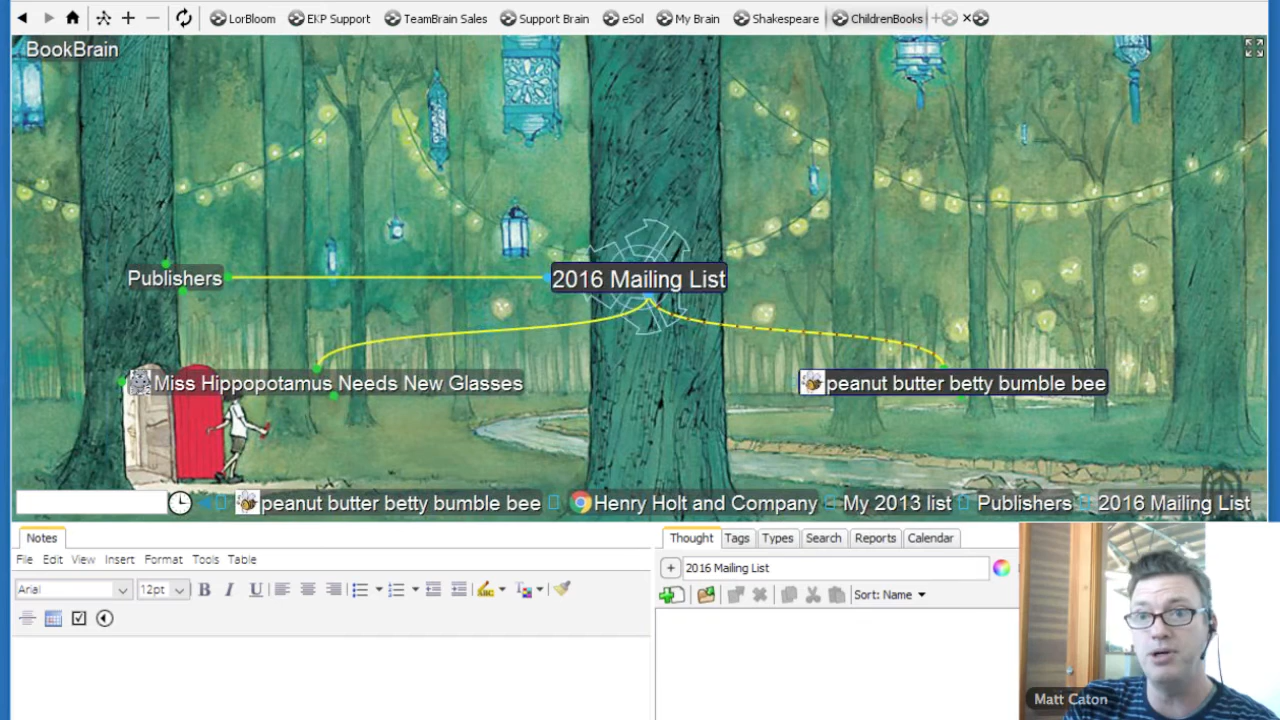 LorBloom EKP Support TeamBrain Sales Support Brain eSol My Brain Shakespeare ChildrenBooks
BookBrain
Publishers 2016 Mailing List
Miss Hippopotamus Needs New Glasses peanut butter betty bumble bee
peanut butter betty bumble bee Henry Holt and Company My 2013 list Publishers 2016 Mailing List
Notes
File Edit View Insert Format Tools Table
Arial 12pt B I U
Thought Tags Types Search Reports Calendar
2016 Mailing List
Sort: Name
Matt Caton